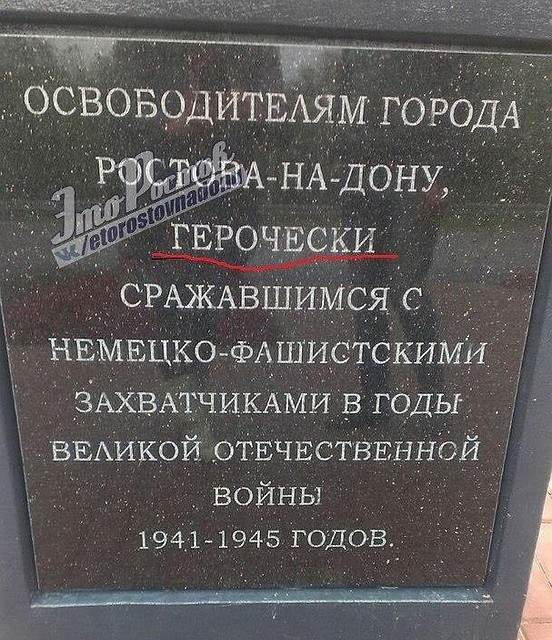 ОСВОБОДИТЕЛЯМ ГОРОДА
РОСТОВА-НА-ДОНУ,
ГЕРОЧЕСКИ
СРАЖАВШИМСЯ С
НЕМЕЦКО-ФАШИСТСКИМИ
ЗАХВАТЧИКАМИ В ГОДЫ
ВЕЛИКОЙ ОТЕЧЕСТВЕННОЙ
ВОЙНЫ
1941-1945 ГОДОВ.
Это Ростов
/etorostovnadonu